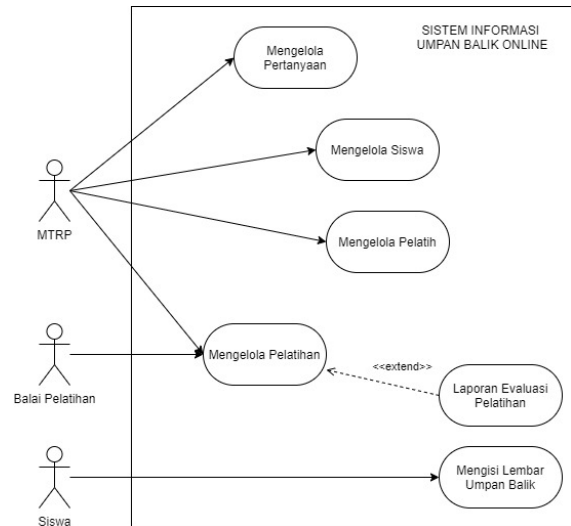 SISTEM INFORMASI
UMPAN BALIK ONLINE
Mengelola
Pertanyaan
Mengelola Siswa
MTRP
Mengelola Pelatih
Mengelola Pelatihan
<<extend>>
Balai Pelatihan
Laporan Evaluasi
Pelatihan
Mengisi Lembar
Umpan Balik
Siswa